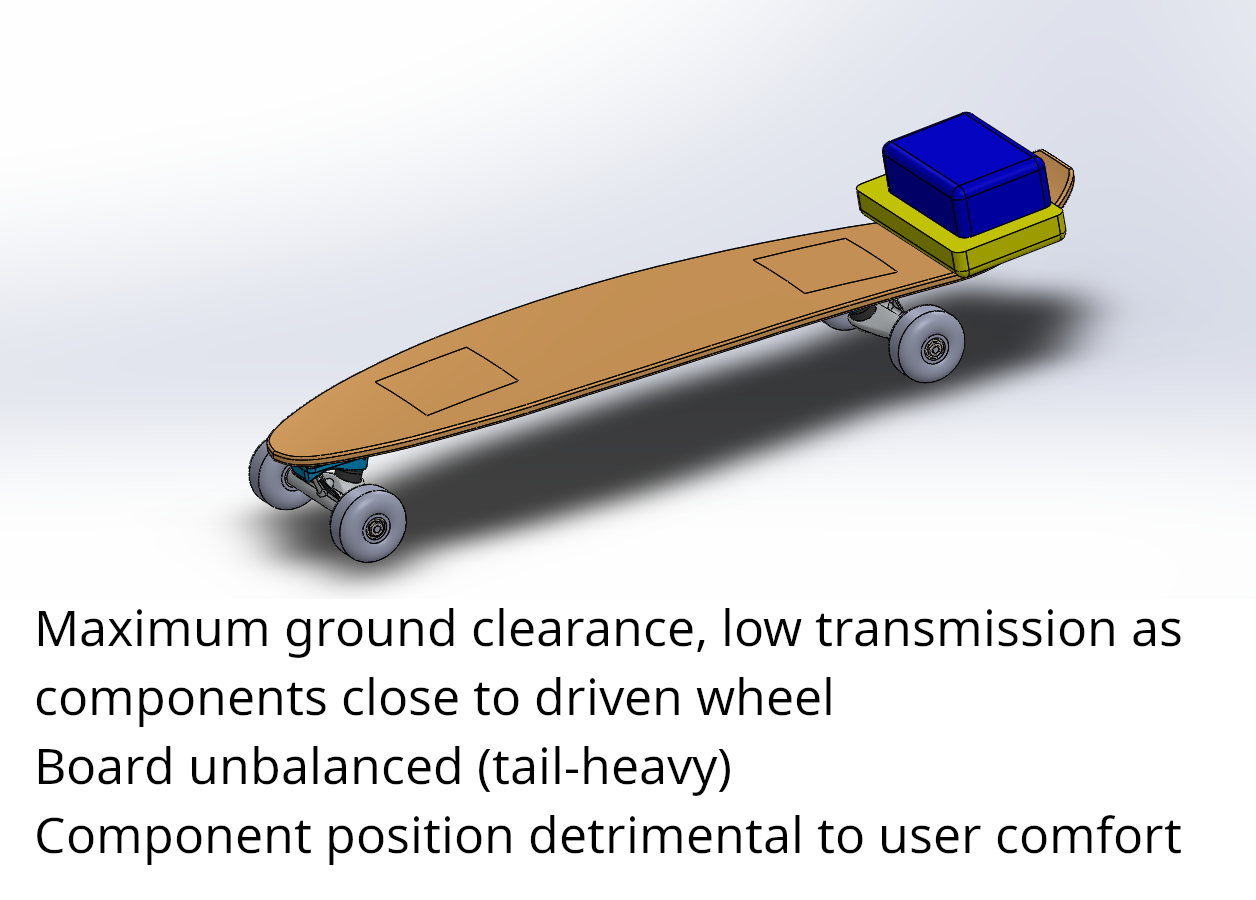 Maximum ground clearance, low transmission as
components close to driven wheel
Board unbalanced (tail-heavy)
Component position detrimental to user comfort